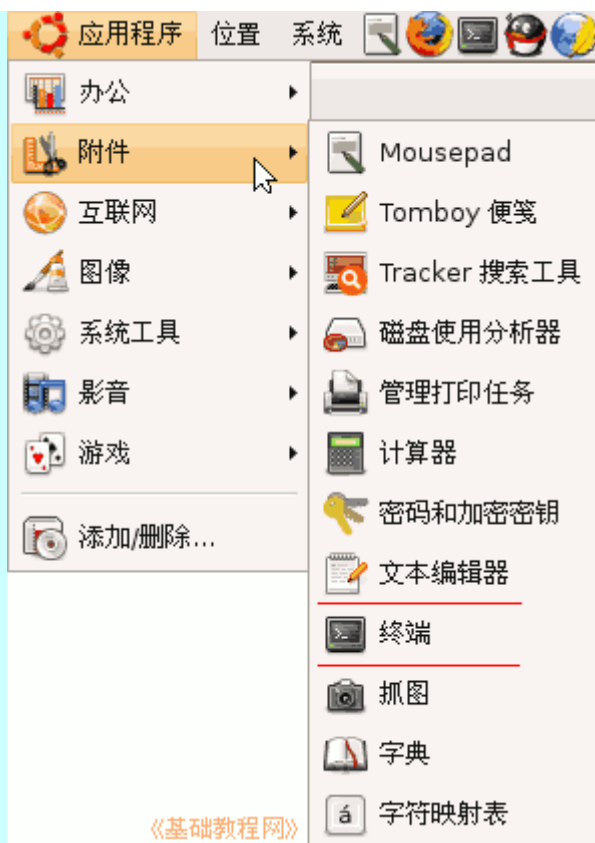 应用程序 位置 系统
办公
附件
互联网
图像
系统工具
影音
游戏
添加/删除...
Mousepad
Tomboy 便笺
Tracker 搜索工具
磁盘使用分析器
管理打印任务
计算器
密码和加密密钥
文本编辑器
终端
抓图
字典
á 字符映射表
《基础教程网》